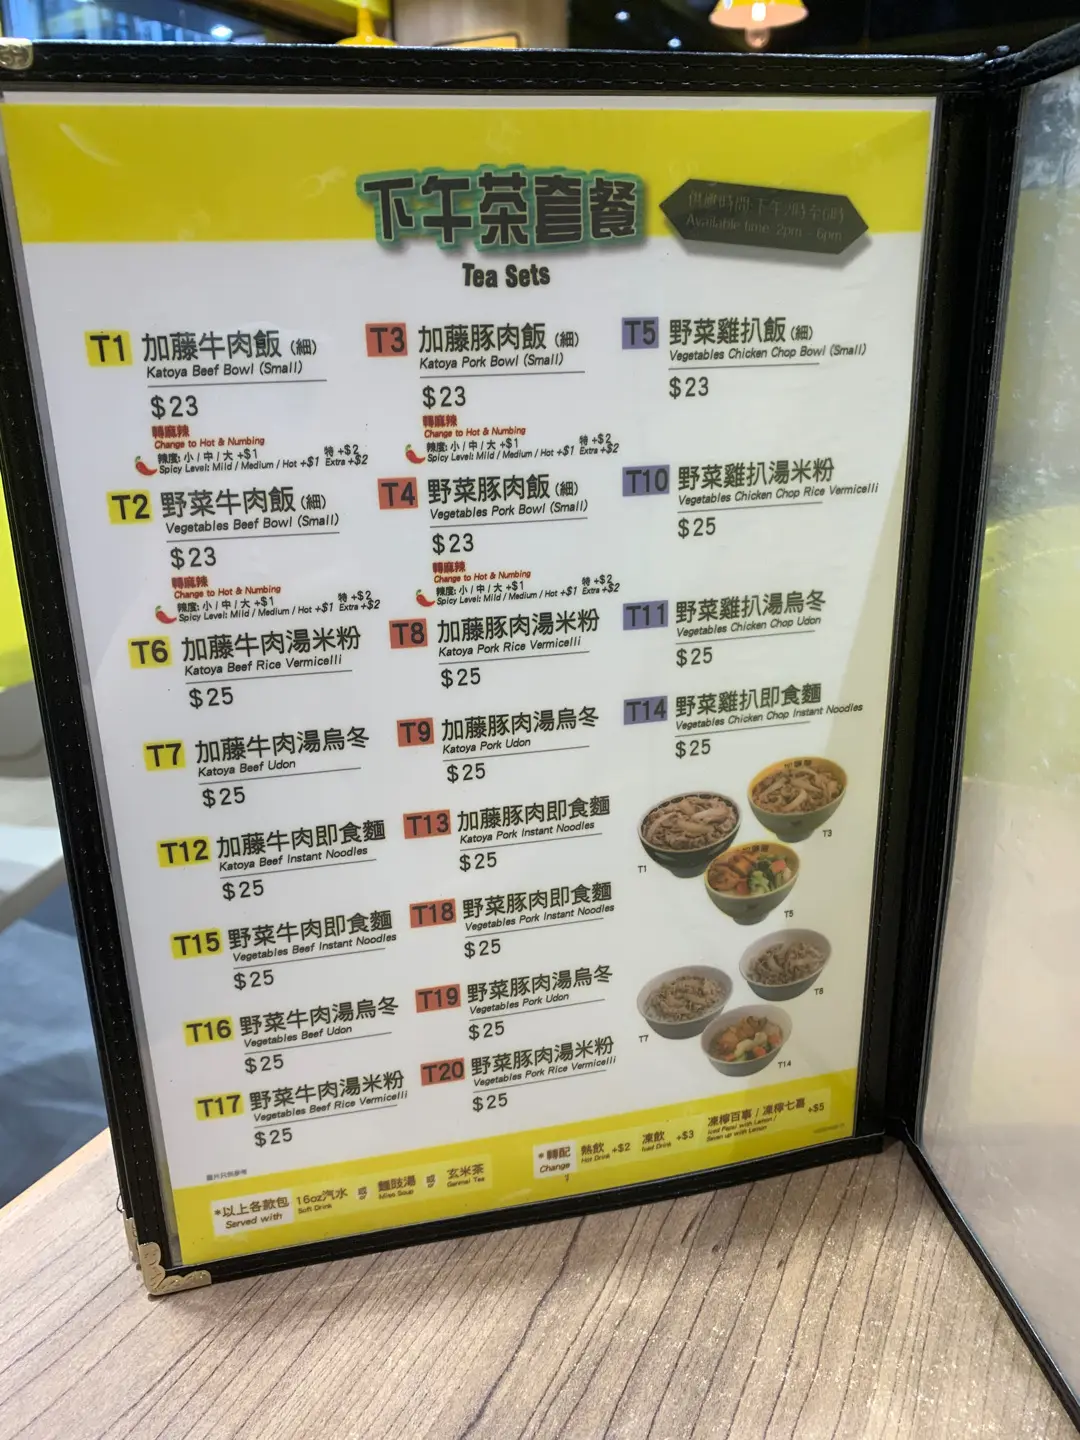 下午茶套餐
Tea Sets
供應時間:下午2時至6時
Available time: 2pm - 6pm
T1 加藤牛肉飯 (細)
Katoya Beef Bowl (Small)
$23
轉麻辣
Change to Hot & Numbing
辣度: 小 / 中 / 大 +$1 特 +$2
Spicy Level: Mild / Medium / Hot +$1 Extra +$2
T2 野菜牛肉飯 (細)
Vegetables Beef Bowl (Small)
$23
轉麻辣
Change to Hot & Numbing
辣度: 小 / 中 / 大 +$1 特 +$2
Spicy Level: Mild / Medium / Hot +$1 Extra +$2
T6 加藤牛肉湯米粉
Katoya Beef Rice Vermicelli
$25
T7 加藤牛肉湯烏冬
Katoya Beef Udon
$25
T12 加藤牛肉即食麵
Katoya Beef Instant Noodles
$25
T15 野菜牛肉即食麵
Vegetables Beef Instant Noodles
$25
T16 野菜牛肉湯烏冬
Vegetables Beef Udon
$25
T17 野菜牛肉湯米粉
Vegetables Beef Rice Vermicelli
$25
T3 加藤豚肉飯 (細)
Katoya Pork Bowl (Small)
$23
轉麻辣
Change to Hot & Numbing
辣度: 小 / 中 / 大 +$1 特 +$2
Spicy Level: Mild / Medium / Hot +$1 Extra +$2
T4 野菜豚肉飯 (細)
Vegetables Pork Bowl (Small)
$23
轉麻辣
Change to Hot & Numbing
辣度: 小 / 中 / 大 +$1 特 +$2
Spicy Level: Mild / Medium / Hot +$1 Extra +$2
T8 加藤豚肉湯米粉
Katoya Pork Rice Vermicelli
$25
T9 加藤豚肉湯烏冬
Katoya Pork Udon
$25
T13 加藤豚肉即食麵
Katoya Pork Instant Noodles
$25
T18 野菜豚肉即食麵
Vegetables Pork Instant Noodles
$25
T19 野菜豚肉湯烏冬
Vegetables Pork Udon
$25
T20 野菜豚肉湯米粉
Vegetables Pork Rice Vermicelli
$25
T5 野菜雞扒飯 (細)
Vegetables Chicken Chop Bowl (Small)
$23
T10 野菜雞扒湯米粉
Vegetables Chicken Chop Rice Vermicelli
$25
T11 野菜雞扒湯烏冬
Vegetables Chicken Chop Udon
$25
T14 野菜雞扒即食麵
Vegetables Chicken Chop Instant Noodles
$25
T3
T1
T5
T8
T7
T14
圖片只供參考
*以上各款包 16oz汽水 或 麵豉湯 或 玄米茶
Served with Soft Drink or Miso Soup or Genmai Tea
*轉配 熱飲 +$2 凍飲 +$3 凍檸百事 / 凍檸七喜 +$5
Change Hot Drink Iced Drink Iced Pepsi with Lemon /
Seven up with Lemon